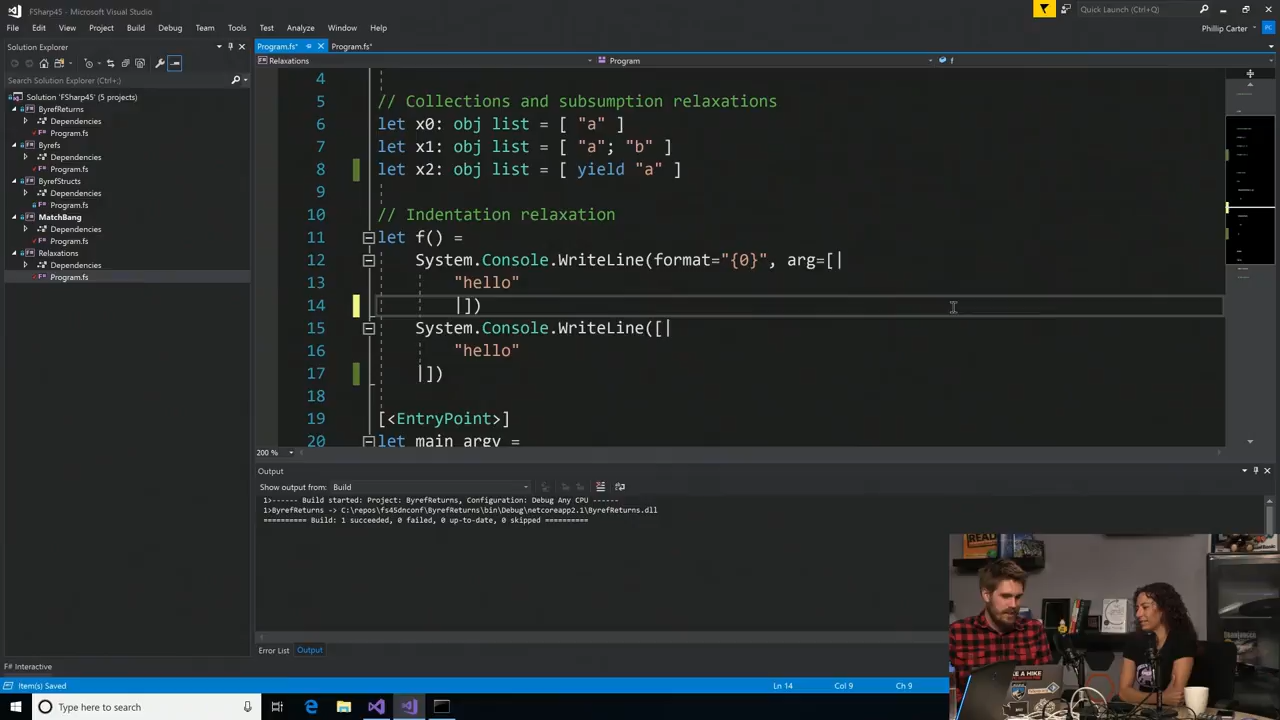 FSharp45 - Microsoft Visual Studio
Quick Launch (Ctrl+Q)
File Edit View Project Build Debug Team Tools Test Analyze Window Help
Phillip Carter
PC
Solution Explorer
Search Solution Explorer (Ctrl+;)
Solution 'FSharp45' (5 projects)
ByrefReturns
Dependencies
Program.fs
Byrefs
Dependencies
Program.fs
ByrefStructs
Dependencies
Program.fs
MatchBang
Dependencies
Program.fs
Relaxations
Dependencies
Program.fs
Program.fs* Program.fs*
Relaxations Program f
4
5 // Collections and subsumption relaxations
6 let x0: obj list = [ "a" ]
7 let x1: obj list = [ "a"; "b" ]
8 let x2: obj list = [ yield "a" ]
9
10 // Indentation relaxation
11 let f() =
12 System.Console.WriteLine(format="{0}", arg=[|
13 "hello"
14 |])
15 System.Console.WriteLine([|
16 "hello"
17 |])
18
19 [<EntryPoint>]
20 let main argv =
200 %
Output
Show output from: Build
1>------ Build started: Project: ByrefReturns, Configuration: Debug Any CPU ------
1>ByrefReturns -> C:\repos\fs45dnconf\ByrefReturns\bin\Debug\netcoreapp2.1\ByrefReturns.dll
========== Build: 1 succeeded, 0 failed, 0 up-to-date, 0 skipped ==========
Error List Output
F# Interactive
Item(s) Saved
Ln 14 Col 9 Ch 9
Type here to search
READ
TAKE A HIKE